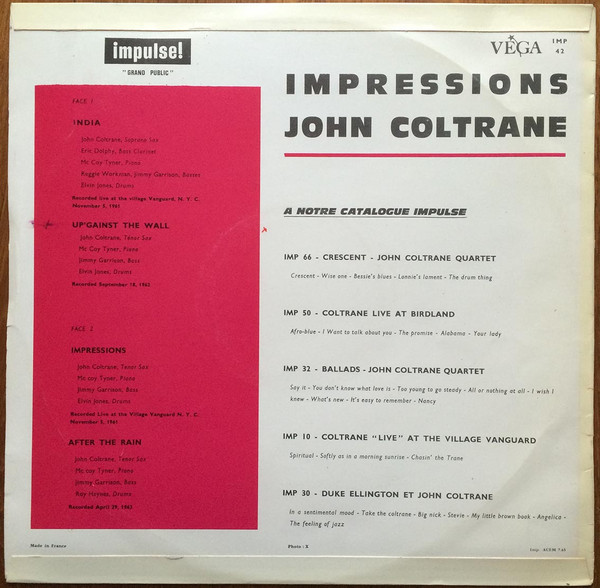 impulse!
"GRAND PUBLIC"
VEGA
IMP
42
IMPRESSIONS
JOHN COLTRANE
FACE 1
INDIA
John Coltrane, Soprano Sax
Eric Dolphy, Bass Clarinet
Mc Coy Tyner, Piano
Reggie Workman, Jimmy Garrison, Basses
Elvin Jones, Drums
Recorded live at the village Vanguard, N. Y. C.
November 3, 1961
UP'GAINST THE WALL
John Coltrane, Tenor Sax
Mc Coy Tyner, Piano
Jimmy Garrison, Bass
Elvin Jones, Drums
Recorded September 18, 1962
FACE 2
IMPRESSIONS
John Coltrane, Tenor Sax
Mc coy Tyner, Piano
Jimmy Garrison, Bass
Elvin Jones, Drums
Recorded Live at the Village Vanguard N. Y. C.
November 3, 1961
AFTER THE RAIN
John Coltrane, Tenor Sax
Mc coy Tyner, Piano
Jimmy Garrison, Bass
Roy Haynes, Drums
Recorded April 29, 1963
A NOTRE CATALOGUE IMPULSE
IMP 66 - CRESCENT - JOHN COLTRANE QUARTET
Crescent - Wise one - Bessie's blues - Lonnie's lament - The drum thing
IMP 50 - COLTRANE LIVE AT BIRDLAND
Afro-blue - I Want to talk about you - The promise - Alabama - Your lady
IMP 32 - BALLADS - JOHN COLTRANE QUARTET
Say it - You don't know what love is - Too young to go steady - All or nothing at all - I wish I
knew - What's new - It's easy to remember - Nancy
IMP 10 - COLTRANE "LIVE" AT THE VILLAGE VANGUARD
Spiritual - Softly as in a morning sunrise - Chasin' the Trane
IMP 30 - DUKE ELLINGTON ET JOHN COLTRANE
In a sentimental mood - Take the coltrane - Big nick - Stevie - My little brown book - Angelica -
The feeling of jazz
Made in France
Photo : X